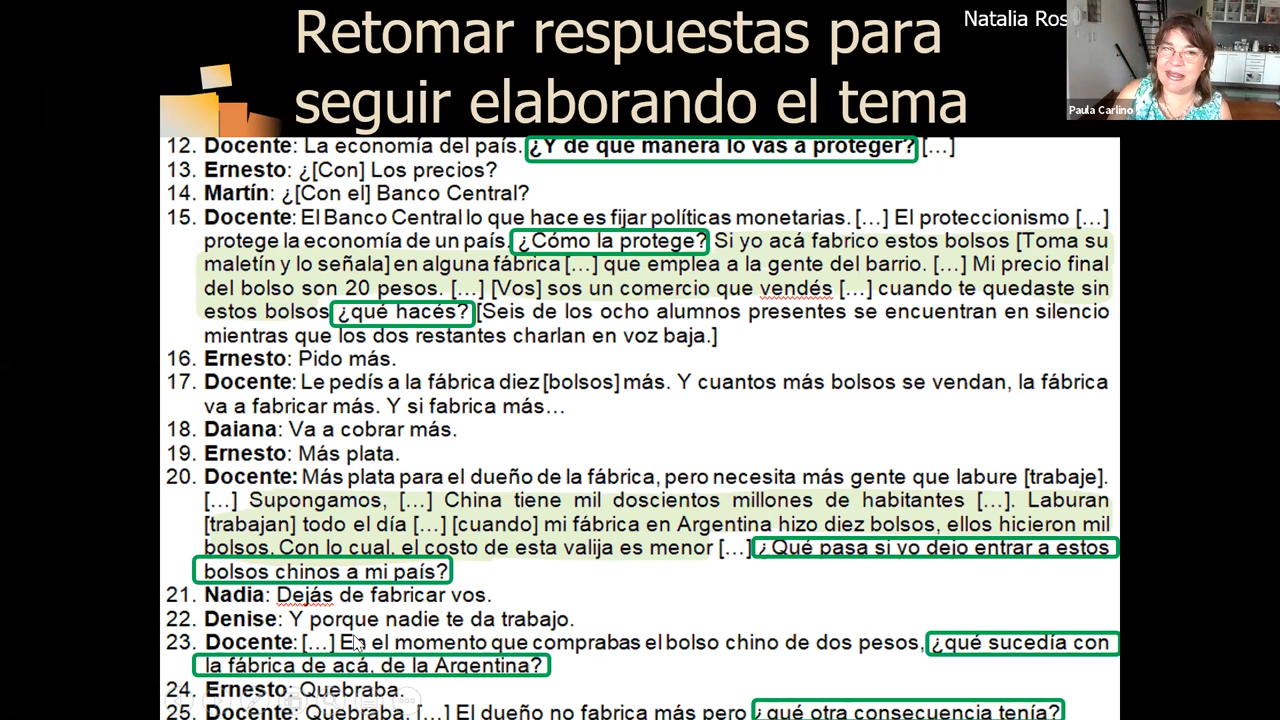 Retomar respuestas para
seguir elaborando el tema
Natalia Ros
Paula Carlino
12. Docente: La economía del país. ¿Y de qué manera lo vas a proteger? […]
13. Ernesto: ¿[Con] Los precios?
14. Martín: ¿[Con el] Banco Central?
15. Docente: El Banco Central lo que hace es fijar políticas monetarias. […] El proteccionismo […]
protege la economía de un país. ¿Cómo la protege? Si yo acá fabrico estos bolsos [Toma su
maletín y lo señala] en alguna fábrica […] que emplea a la gente del barrio. […] Mi precio final
del bolso son 20 pesos. […] [Vos] sos un comercio que vendés […] cuando te quedaste sin
estos bolsos ¿qué hacés? [Seis de los ocho alumnos presentes se encuentran en silencio
mientras que los dos restantes charlan en voz baja.]
16. Ernesto: Pido más.
17. Docente: Le pedís a la fábrica diez [bolsos] más. Y cuantos más bolsos se vendan, la fábrica
va a fabricar más. Y si fabrica más…
18. Daiana: Va a cobrar más.
19. Ernesto: Más plata.
20. Docente: Más plata para el dueño de la fábrica, pero necesita más gente que labure [trabaje].
[…] Supongamos, […] China tiene mil doscientos millones de habitantes […]. Laburan
[trabajan] todo el día […] [cuando] mi fábrica en Argentina hizo diez bolsos, ellos hicieron mil
bolsos. Con lo cual, el costo de esta valija es menor […] ¿Qué pasa si yo dejo entrar a estos
bolsos chinos a mi país?
21. Nadia: Dejás de fabricar vos.
22. Denise: Y porque nadie te da trabajo.
23. Docente: […] En el momento que comprabas el bolso chino de dos pesos, ¿qué sucedía con
la fábrica de acá, de la Argentina?
24. Ernesto: Quebraba.
25. Docente: Quebraba. […] El dueño no fabrica más pero ¿qué otra consecuencia tenía?